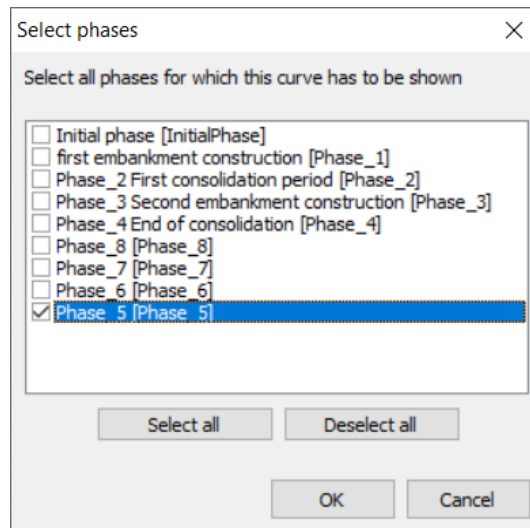 Select phases
Select all phases for which this curve has to be shown
Initial phase [InitialPhase]
first embankment construction [Phase_1]
Phase_2 First consolidation period [Phase_2]
Phase_3 Second embankment construction [Phase_3]
Phase_4 End of consolidation [Phase_4]
Phase_8 [Phase_8]
Phase_7 [Phase_7]
Phase_6 [Phase_6]
Phase_5 [Phase_5]
Select all Deselect all
OK Cancel